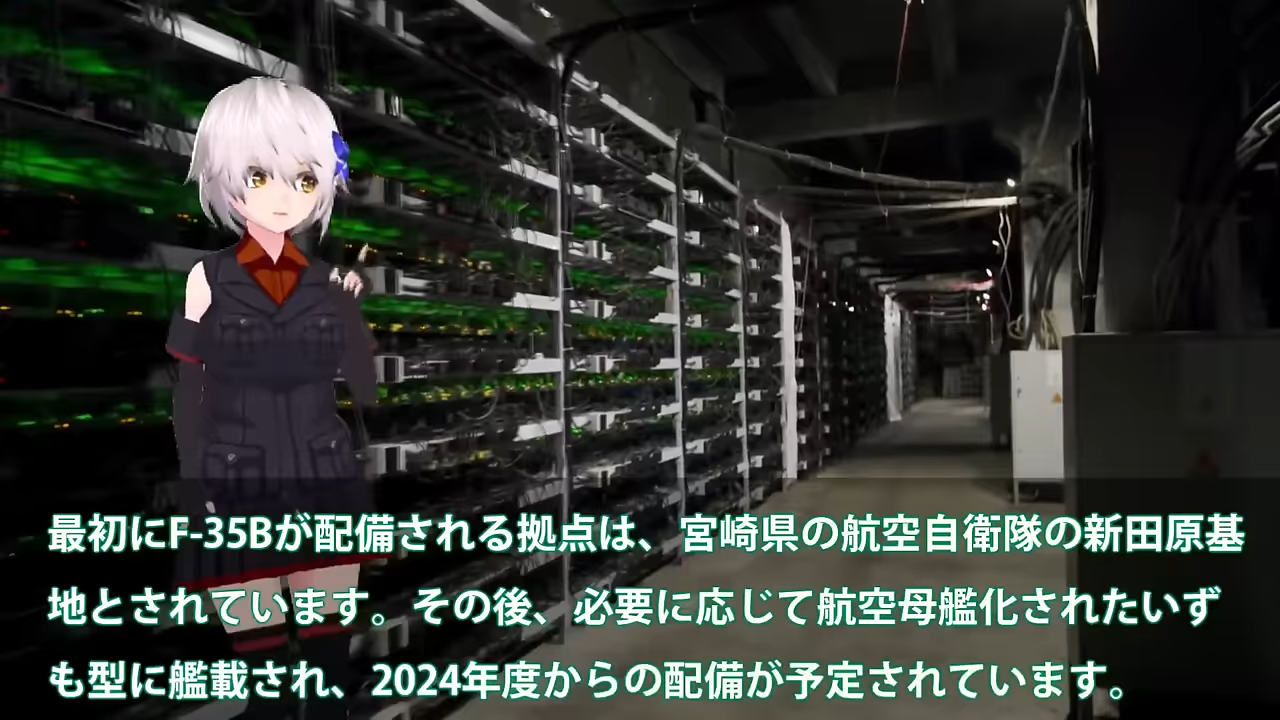 最初にF-35Bが配備される拠点は、宮崎県の航空自衛隊の新田原基
地とされています。その後、必要に応じて航空母艦化されたいず
も型に艦載され、2024年度からの配備が予定されています。